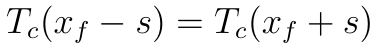 T_c(x_f − s) = T_c(x_f + s)